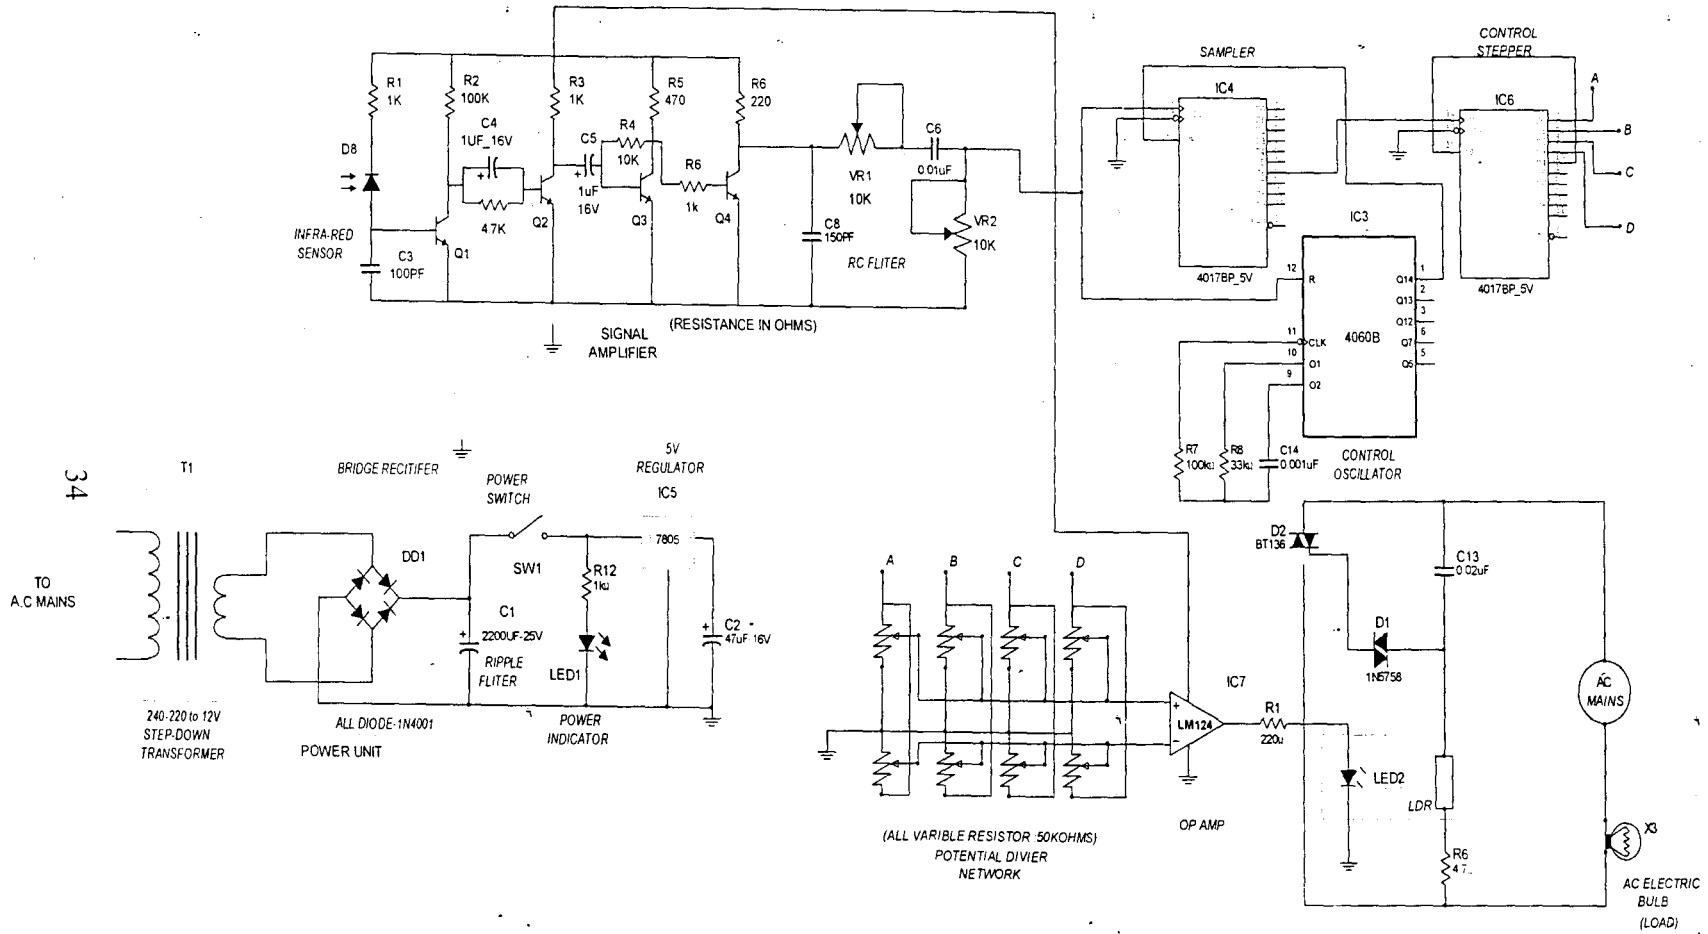 CONTROL
STEPPER
SAMPLER
A
IC4
IC6
R1
1K
R2
100K
R3
1K
R5
470
R6
220
C4
1UF_16V
C5
R4
10K
C6
0.01uF
B
D8
VR1
10K
1uF
16V
R6
1k
C
4.7K
Q2
Q3
Q4
VR2
10K
IC3
D
INFRA-RED
SENSOR
Q1
C8
150PF
C3
100PF
RC FLITER
12
R
1
Q14
4017BP_5V
4017BP_5V
2
Q13
3
Q12
(RESISTANCE IN OHMS)
SIGNAL
AMPLIFIER
11
CLK
4060B
6
Q7
10
O1
5
Q5
9
O2
R7
100kω
R8
33kω
C14
0.001uF
CONTROL
OSCILLATOR
34
T1
BRIDGE RECITIFER
POWER
SWITCH
5V
REGULATOR
IC5
7805
D2
BT136
DD1
SW1
R12
1kω
C13
0.02uF
A
B
C
D
TO
A.C MAINS
C1
+
2200UF-25V
RIPPLE
FLITER
LED1
+
C2
47uF-16V
D1
1N5758
AC
MAINS
IC7
240-220 to 12V
STEP-DOWN
TRANSFORMER
ALL DIODE-1N4001
POWER UNIT
POWER
INDICATOR
+
LM124
−
R1
220ω
LED2
LDR
OP AMP
X3
(ALL VARIBLE RESISTOR :50KOHMS)
POTENTIAL DIVIER
NETWORK
R6
AC ELECTRIC
BULB
(LOAD)